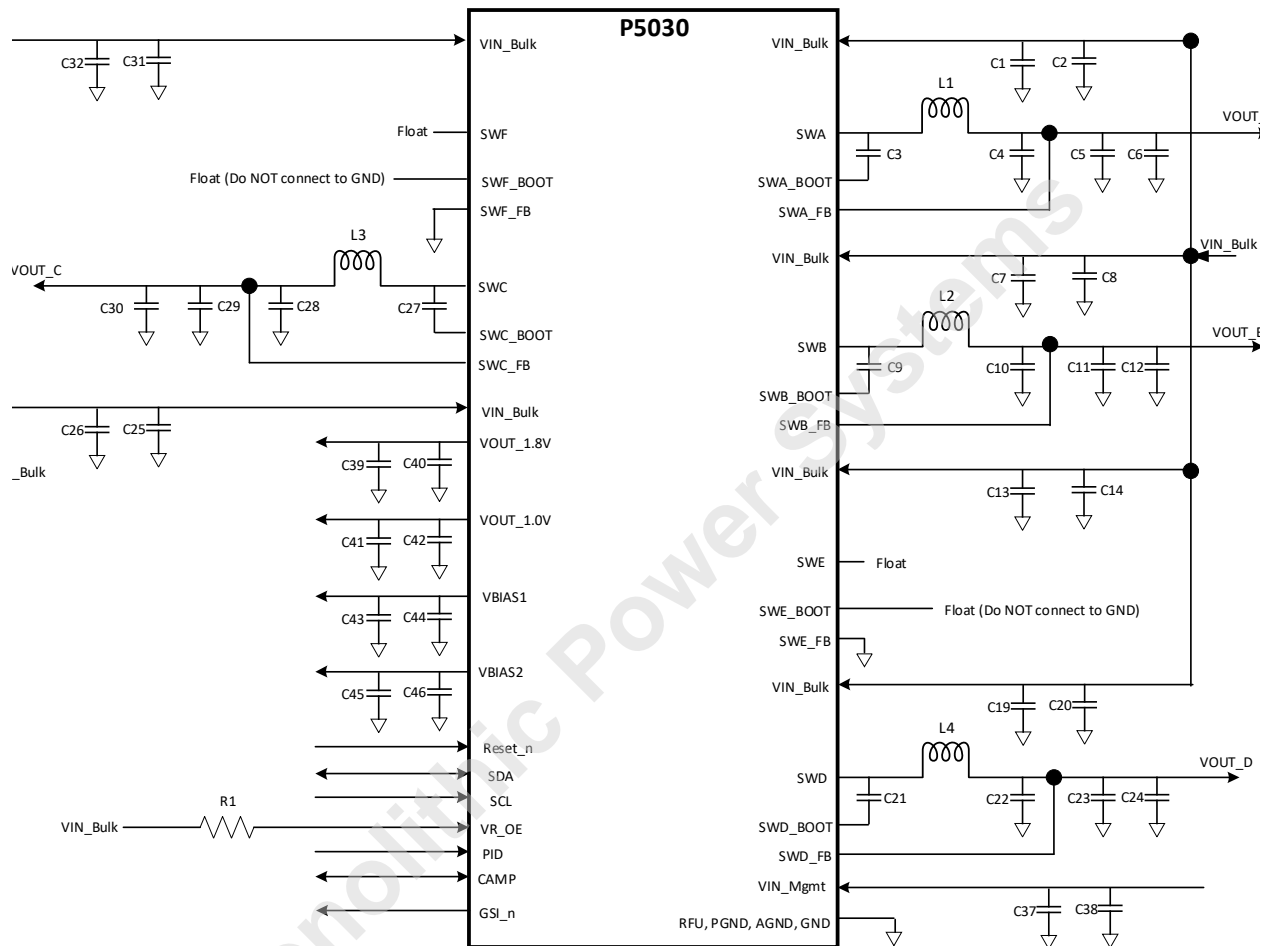 P5030
C32
C31
VIN_Bulk
Float
SWF
Float (Do NOT connect to GND)
SWF_BOOT
SWF_FB
L3
VOUT_C
SWC
C30
C29
C28
C27
SWC_BOOT
SWC_FB
VIN_Bulk
C26
C25
_Bulk
VOUT_1.8V
C39
C40
VOUT_1.0V
C41
C42
VBIAS1
C43
C44
VBIAS2
C45
C46
Reset_n
SDA
SCL
R1
VIN_Bulk
VR_OE
PID
CAMP
GSI_n
VIN_Bulk
C1
C2
L1
VOUT_
SWA
C3
C4
C5
C6
SWA_BOOT
SWA_FB
VIN_Bulk
VIN_Bulk
C7
C8
L2
VOUT_B
SWB
C9
C10
C11
C12
SWB_BOOT
SWB_FB
VIN_Bulk
C13
C14
SWE
Float
SWE_BOOT
Float (Do NOT connect to GND)
SWE_FB
VIN_Bulk
C19
C20
L4
VOUT_D
SWD
C21
C22
C23
C24
SWD_BOOT
SWD_FB
VIN_Mgmt
C37
C38
RFU, PGND, AGND, GND
nolithic Power Systems